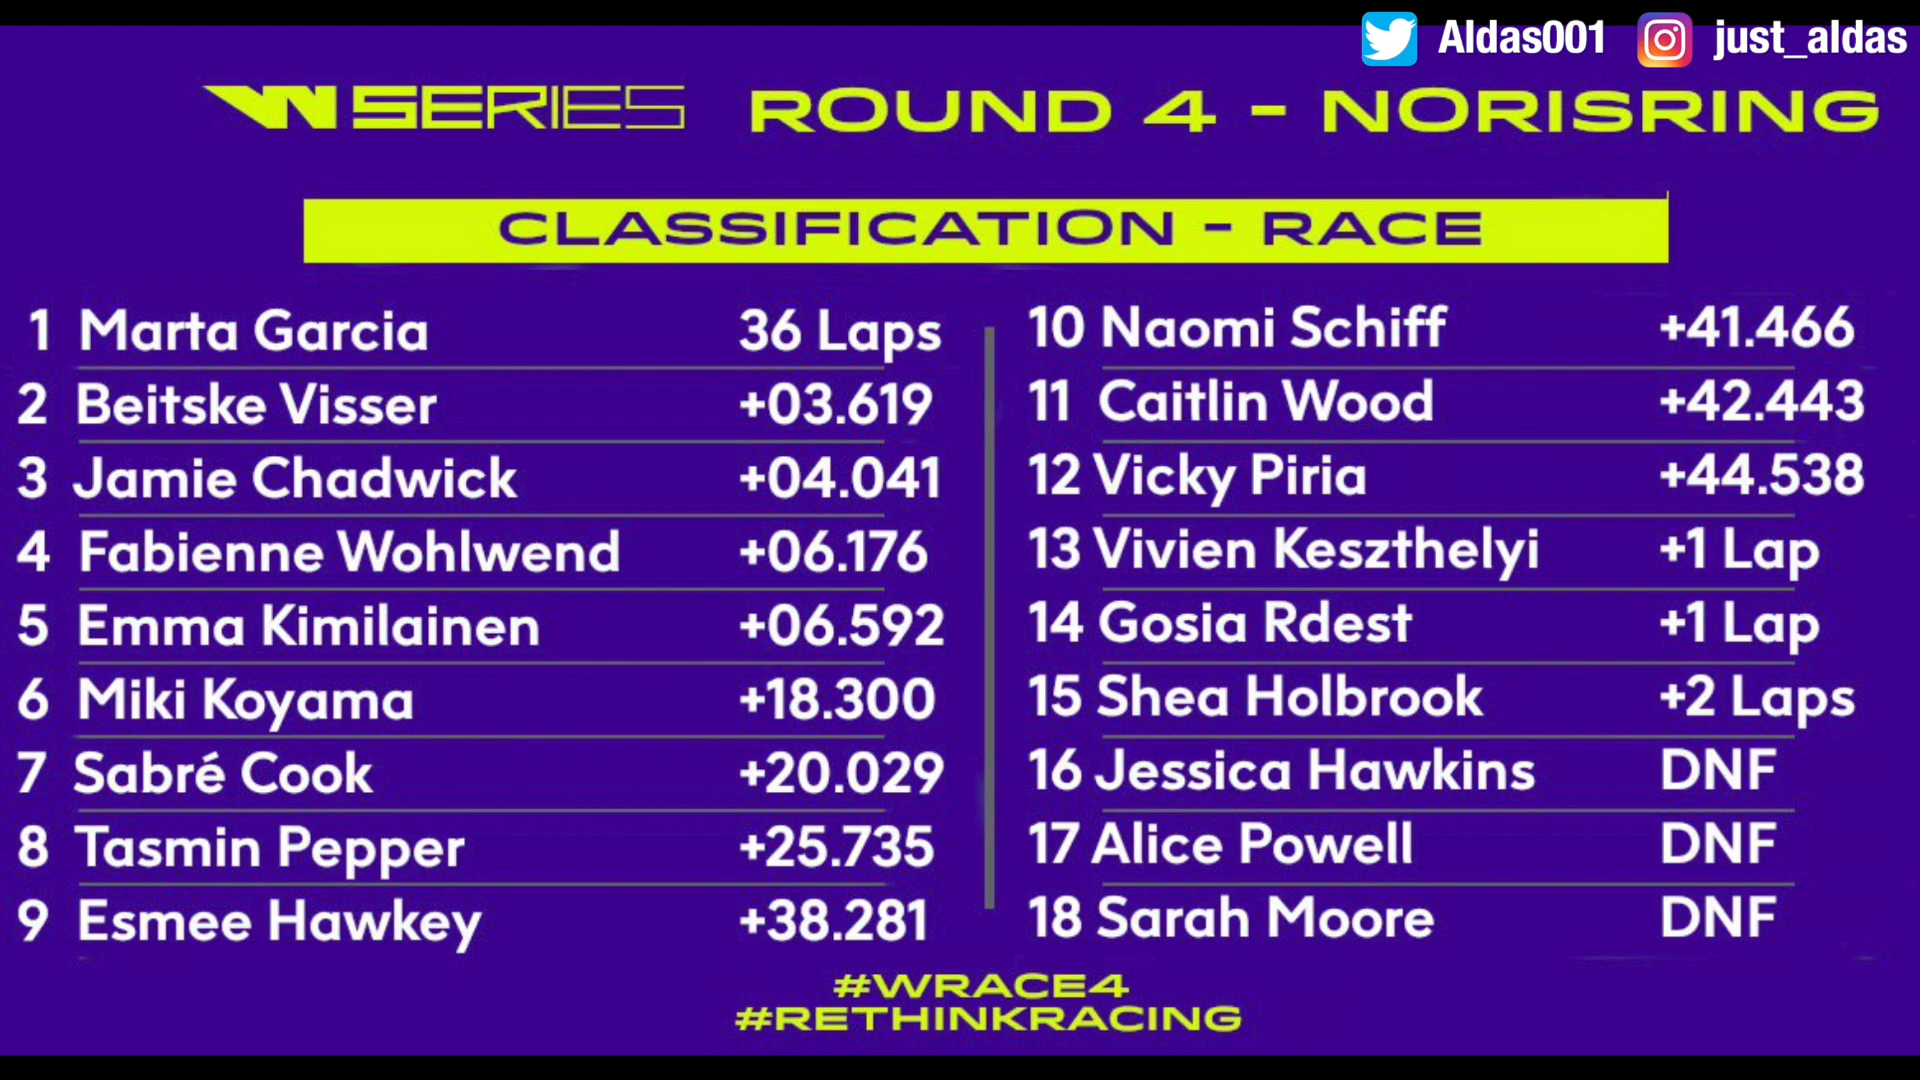 Aldas001 just_aldas
W SERIES ROUND 4 - NORISRING
CLASSIFICATION - RACE
1 Marta Garcia 36 Laps
2 Beitske Visser +03.619
3 Jamie Chadwick +04.041
4 Fabienne Wohlwend +06.176
5 Emma Kimilainen +06.592
6 Miki Koyama +18.300
7 Sabré Cook +20.029
8 Tasmin Pepper +25.735
9 Esmee Hawkey +38.281
10 Naomi Schiff +41.466
11 Caitlin Wood +42.443
12 Vicky Piria +44.538
13 Vivien Keszthelyi +1 Lap
14 Gosia Rdest +1 Lap
15 Shea Holbrook +2 Laps
16 Jessica Hawkins DNF
17 Alice Powell DNF
18 Sarah Moore DNF
#WRACE4
#RETHINKRACING